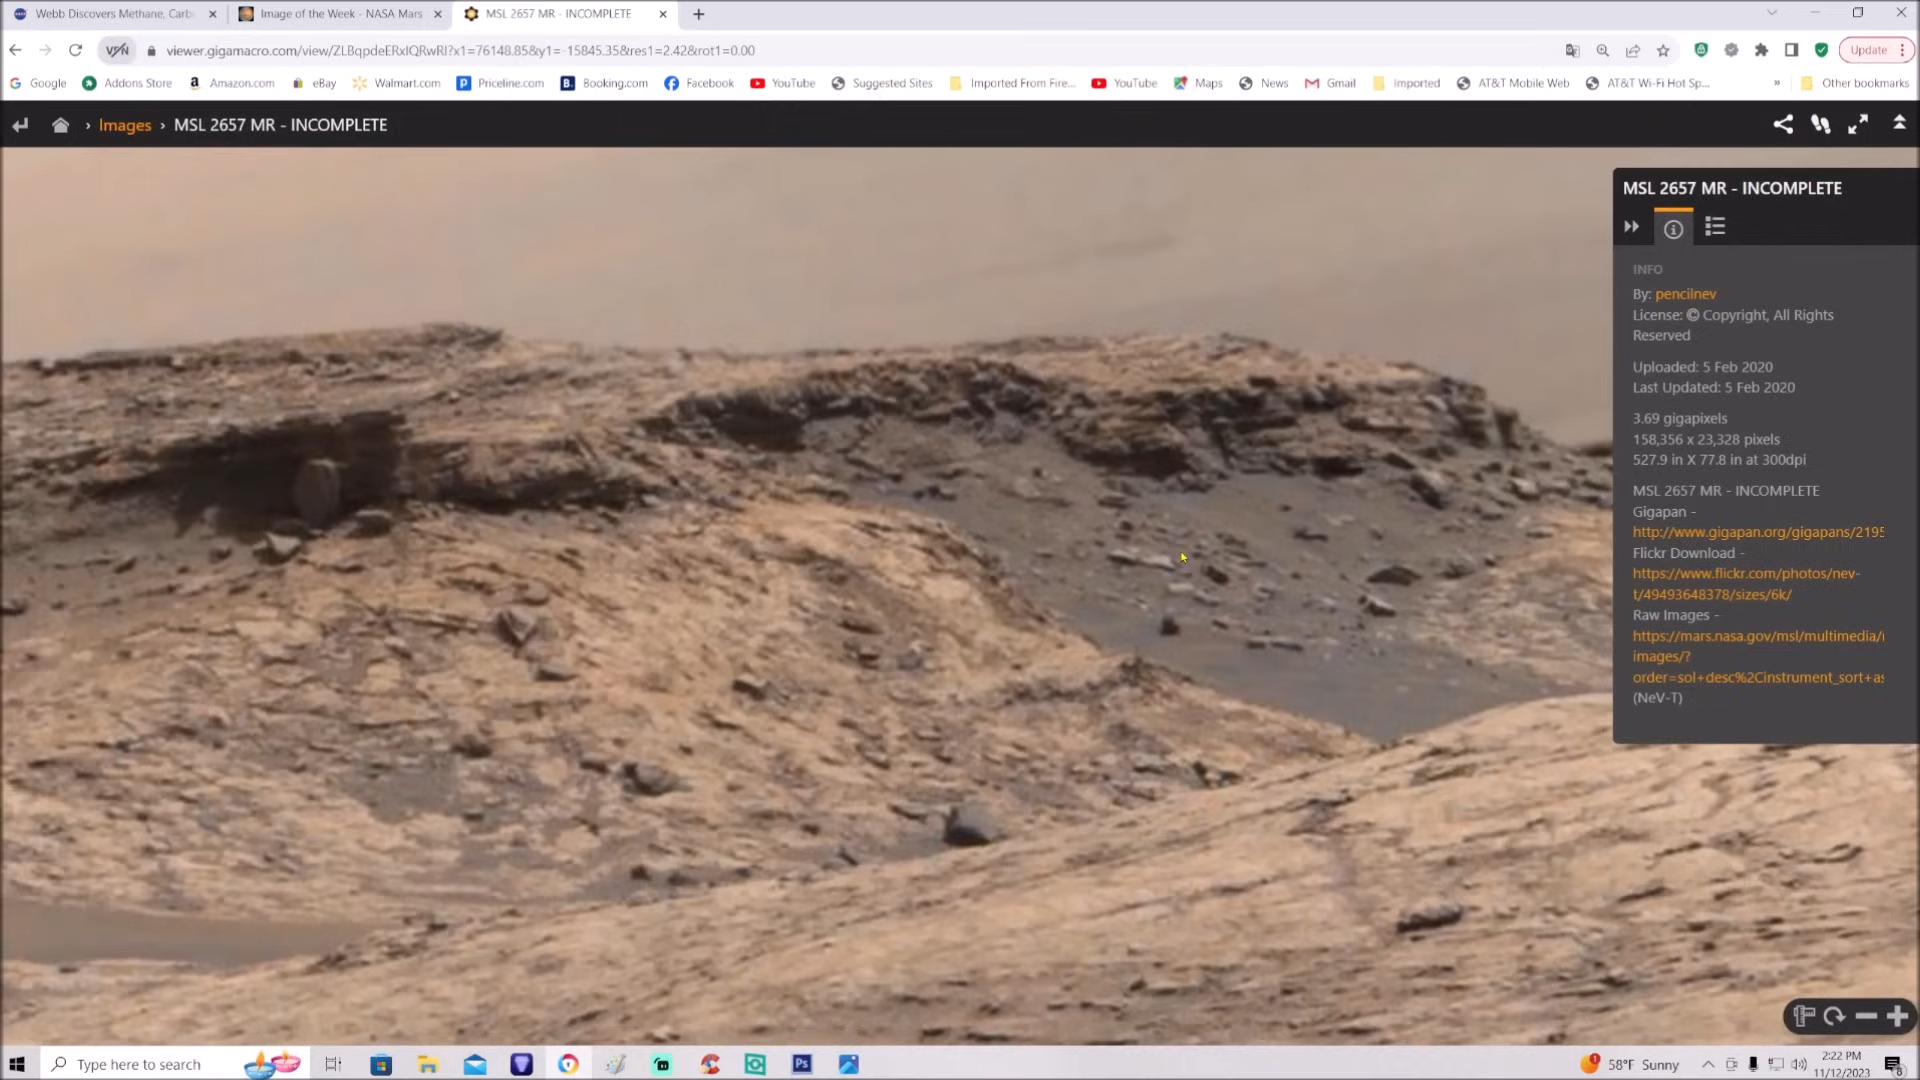 Webb Discovers Methane, Carb
Image of the Week - NASA Mars
MSL 2657 MR - INCOMPLETE
viewer.gigamacro.com/view/ZLBqpdeERxIQRwRI?x1=76148.85&y1=-15845.35&res1=2.42&rot1=0.00
Update
Google Addons Store Amazon.com eBay Walmart.com Priceline.com Booking.com Facebook YouTube Suggested Sites Imported From Fire... YouTube Maps News Gmail Imported AT&T Mobile Web AT&T Wi-Fi Hot Sp... » Other bookmarks
› Images › MSL 2657 MR - INCOMPLETE
MSL 2657 MR - INCOMPLETE
INFO
By: pencilnev
License: © Copyright, All Rights
Reserved
Uploaded: 5 Feb 2020
Last Updated: 5 Feb 2020
3.69 gigapixels
158,356 x 23,328 pixels
527.9 in X 77.8 in at 300dpi
MSL 2657 MR - INCOMPLETE
Gigapan -
http://www.gigapan.org/gigapans/2195
Flickr Download -
https://www.flickr.com/photos/nev-
t/49493648378/sizes/6k/
Raw Images -
https://mars.nasa.gov/msl/multimedia/
images/?
order=sol+desc%2Cinstrument_sort+as
(NeV-T)
Type here to search
Ps
58°F Sunny
2:22 PM
11/12/2023